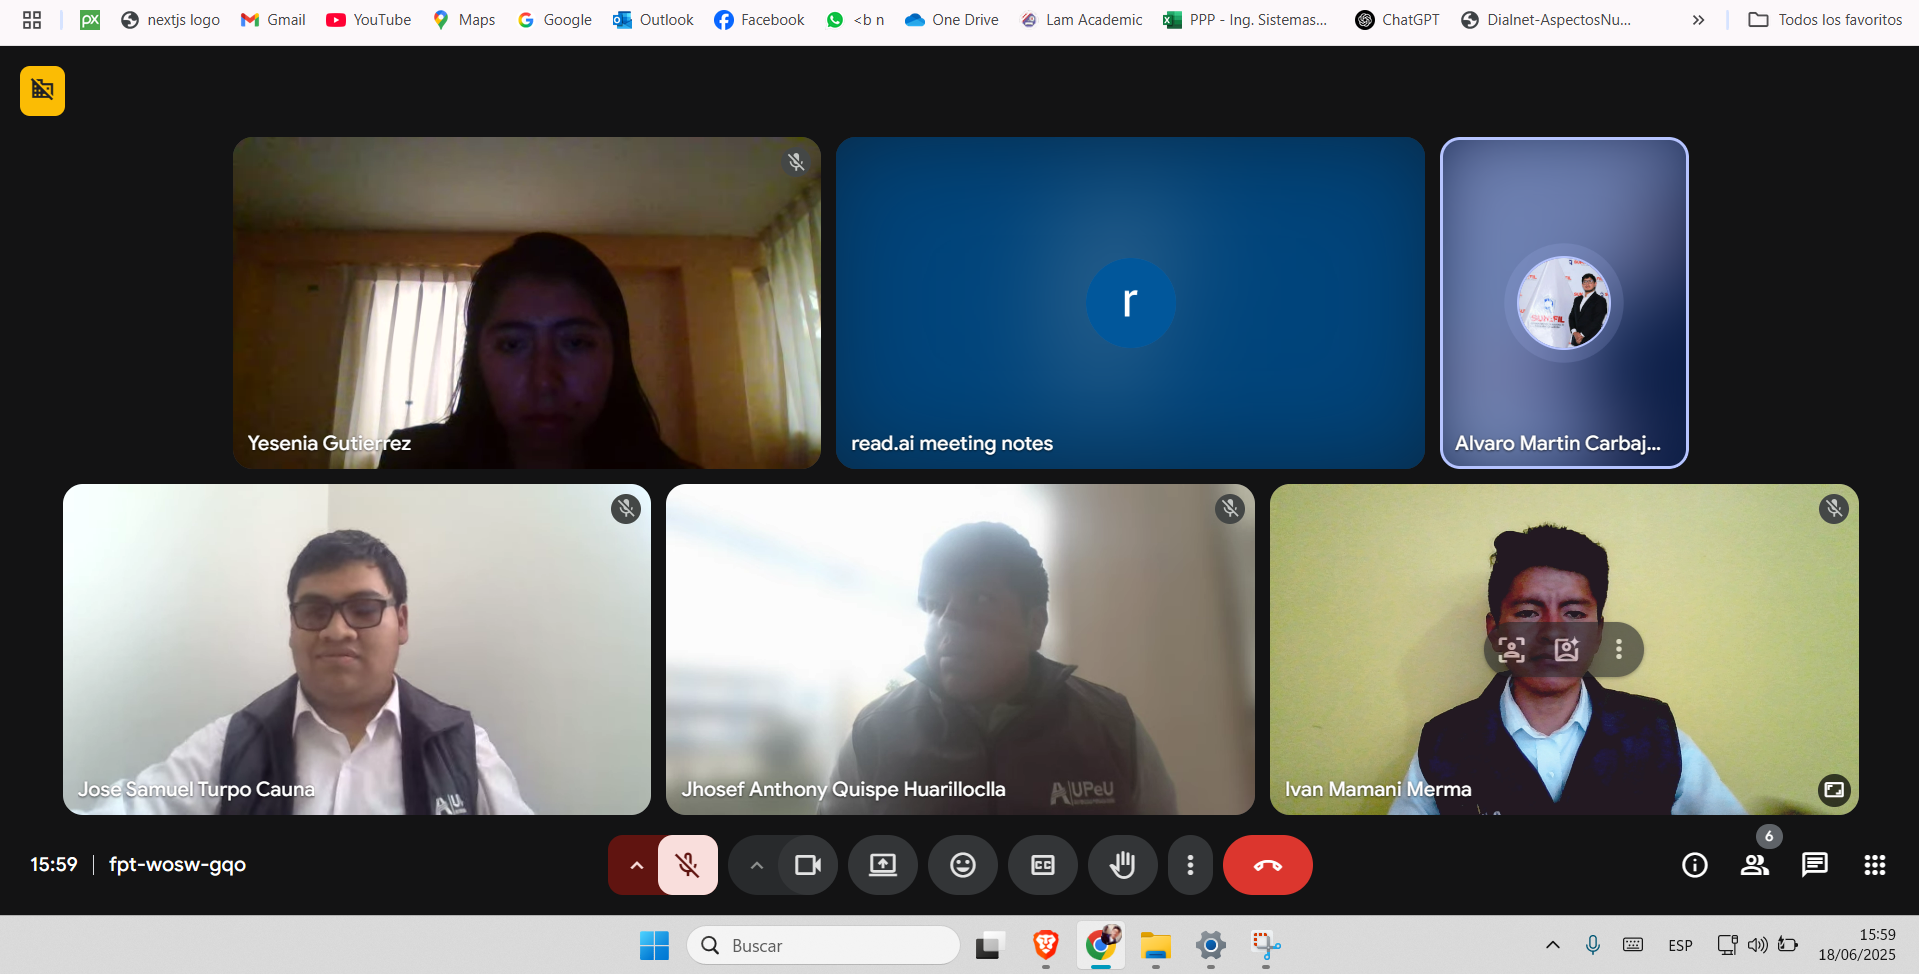 nextjs logo
Gmail
YouTube
Maps
Google
Outlook
Facebook
<b n
One Drive
Lam Academic
PPP - Ing. Sistemas...
ChatGPT
Dialnet-AspectosNu...
Todos los favoritos
Yesenia Gutierrez
r
read.ai meeting notes
Alvaro Martin Carbaj...
Jose Samuel Turpo Cauna
Jhosef Anthony Quispe Huarilloclla
UPeU
Ivan Mamani Merma
15:59
fpt-wosw-gqo
CC
6
Buscar
ESP
15:59
18/06/2025